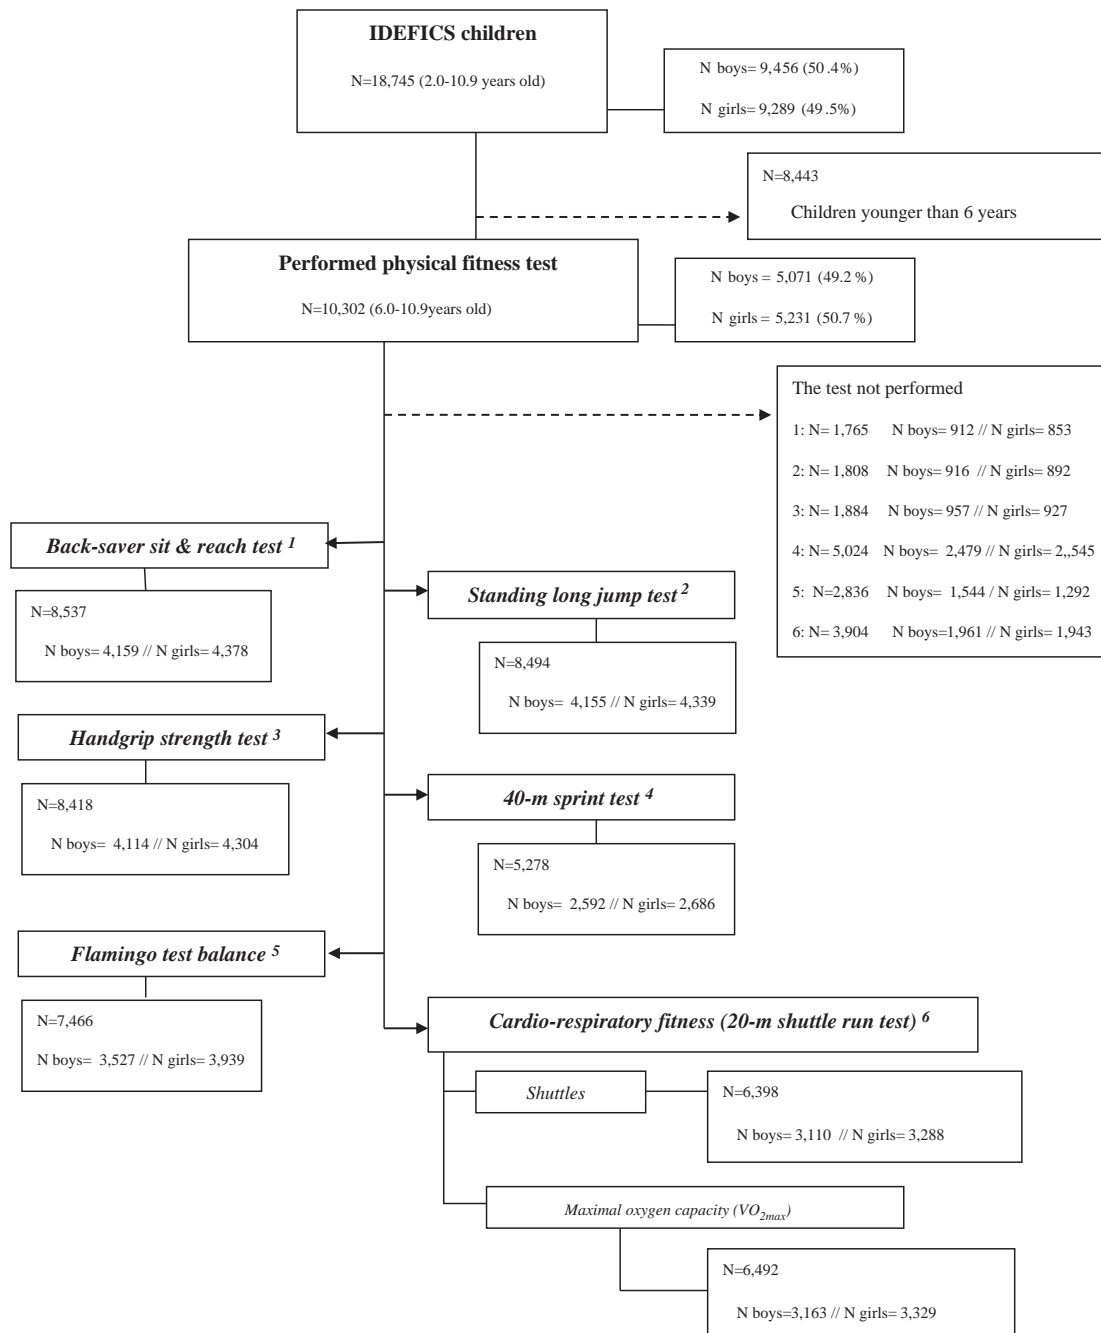 IDEFICS children
N=18,745 (2.0-10.9 years old)
N boys= 9,456 (50.4%)
N girls= 9,289 (49.5%)
N=8,443
Children younger than 6 years
Performed physical fitness test
N=10,302 (6.0-10.9years old)
N boys = 5,071 (49.2%)
N girls = 5,231 (50.7%)
The test not performed
1: N= 1,765 N boys= 912 // N girls= 853
2: N= 1,808 N boys= 916 // N girls= 892
3: N= 1,884 N boys= 957 // N girls= 927
4: N= 5,024 N boys= 2,479 // N girls= 2,,545
5: N=2,836 N boys= 1,544 / N girls= 1,292
6: N= 3,904 N boys=1,961 // N girls= 1,943
Back-saver sit & reach test 1
N=8,537
N boys= 4,159 // N girls= 4,378
Standing long jump test 2
N=8,494
N boys= 4,155 // N girls= 4,339
Handgrip strength test 3
N=8,418
N boys= 4,114 // N girls= 4,304
40-m sprint test 4
N=5,278
N boys= 2,592 // N girls= 2,686
Flamingo test balance 5
N=7,466
N boys= 3,527 // N girls= 3,939
Cardio-respiratory fitness (20-m shuttle run test) 6
Shuttles
N=6,398
N boys= 3,110 // N girls= 3,288
Maximal oxygen capacity (VO2max)
N=6,492
N boys=3,163 // N girls= 3,329